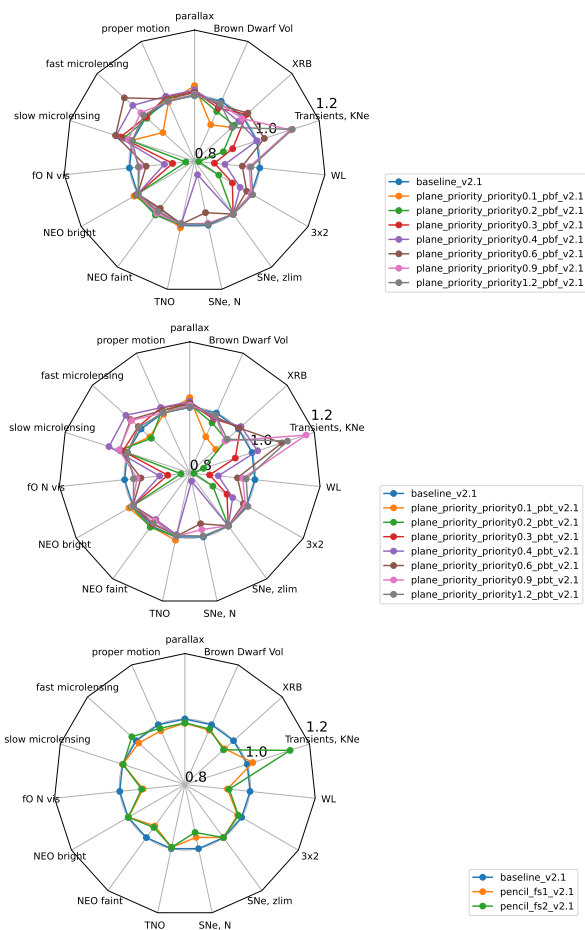 parallax
proper motion
Brown Dwarf Vol
fast microlensing
XRB
1.2
slow microlensing
1.0
Transients, KNe
0.8
fO N vis
WL
NEO bright
3x2
NEO faint
SNe, zlim
TNO
SNe, N
baseline_v2.1
plane_priority_priority0.1_pbf_v2.1
plane_priority_priority0.2_pbf_v2.1
plane_priority_priority0.3_pbf_v2.1
plane_priority_priority0.4_pbf_v2.1
plane_priority_priority0.6_pbf_v2.1
plane_priority_priority0.9_pbf_v2.1
plane_priority_priority1.2_pbf_v2.1
parallax
proper motion
Brown Dwarf Vol
fast microlensing
XRB
1.2
slow microlensing
1.0
Transients, KNe
0.8
fO N vis
WL
NEO bright
3x2
NEO faint
SNe, zlim
TNO
SNe, N
baseline_v2.1
plane_priority_priority0.1_pbt_v2.1
plane_priority_priority0.2_pbt_v2.1
plane_priority_priority0.3_pbt_v2.1
plane_priority_priority0.4_pbt_v2.1
plane_priority_priority0.6_pbt_v2.1
plane_priority_priority0.9_pbt_v2.1
plane_priority_priority1.2_pbt_v2.1
parallax
proper motion
Brown Dwarf Vol
fast microlensing
XRB
1.2
slow microlensing
1.0
Transients, KNe
0.8
fO N vis
WL
NEO bright
3x2
NEO faint
SNe, zlim
TNO
SNe, N
baseline_v2.1
pencil_fs1_v2.1
pencil_fs2_v2.1